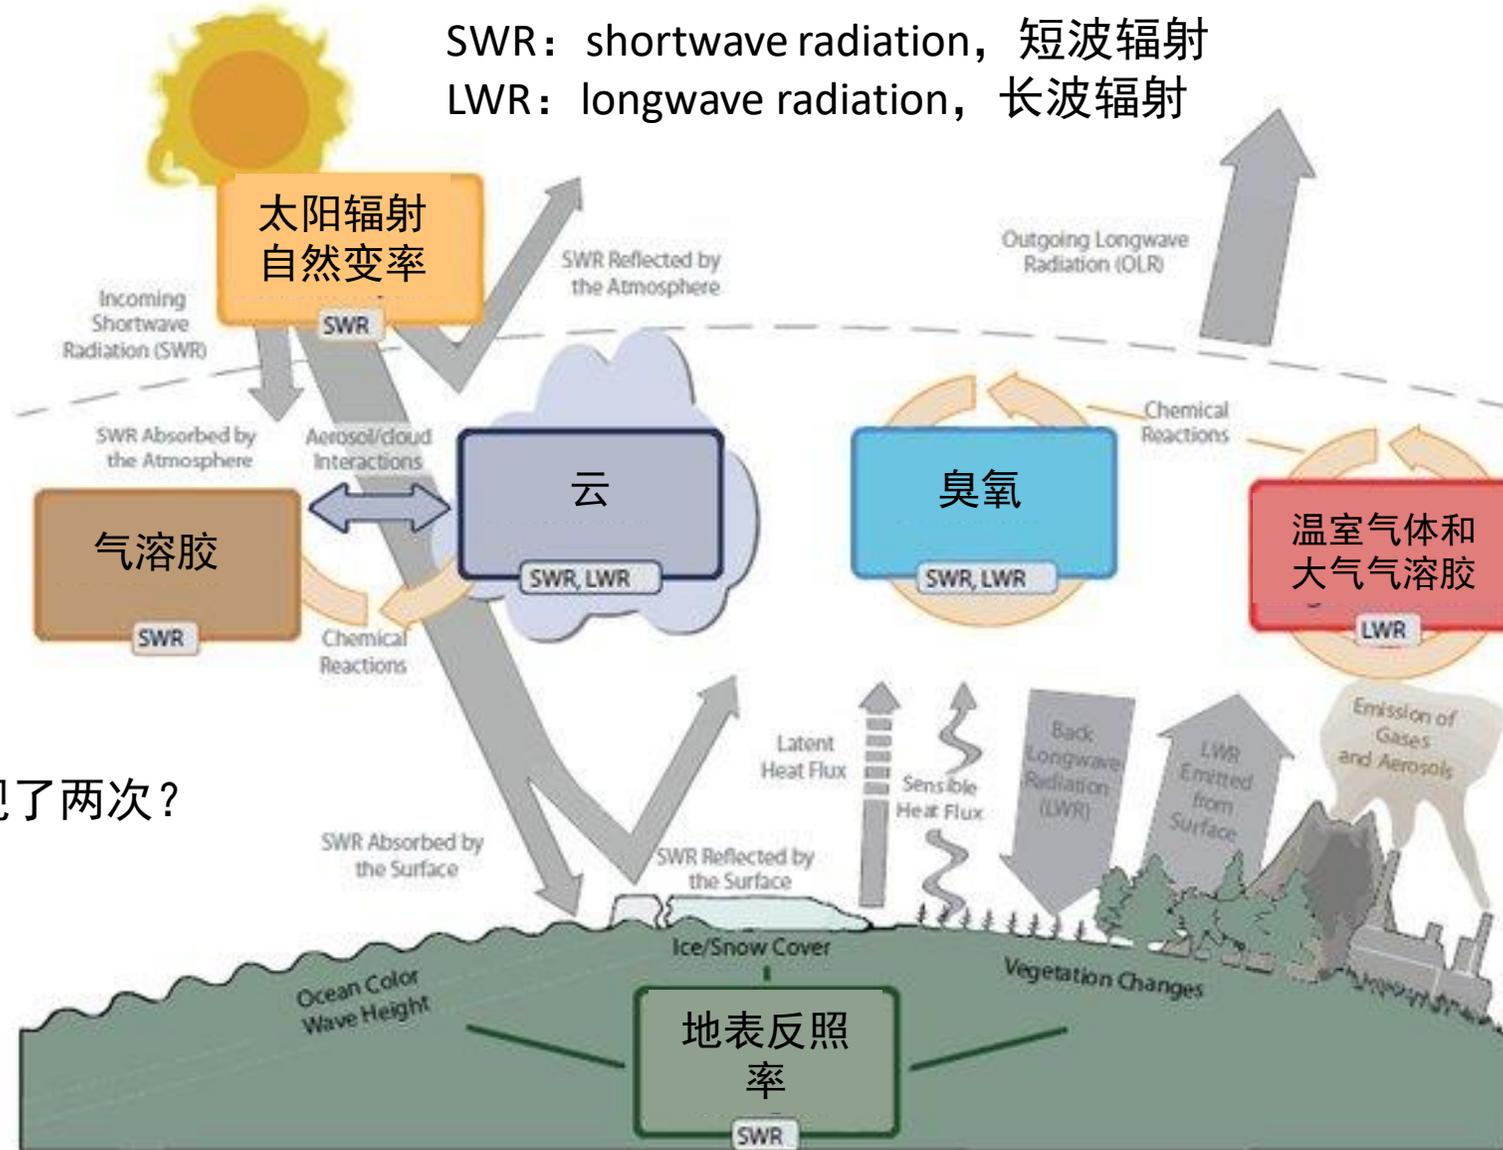 SWR：shortwave radiation，短波辐射
LWR：longwave radiation，长波辐射
太阳辐射
自然变率
SWR
Incoming
Shortwave
Radiation (SWR)
SWR Reflected by
the Atmosphere
Outgoing Longwave
Radiation (OLR)
SWR Absorbed by
the Atmosphere
Aerosol/cloud
Interactions
云
SWR, LWR
气溶胶
SWR
Chemical
Reactions
臭氧
SWR, LWR
Chemical
Reactions
温室气体和
大气气溶胶
LWR
了两次？
Latent
Heat Flux
Sensible
Heat Flux
Back
Longwave
Radiation
(LWR)
LWR
Emitted
from
Surface
Emission of
Gases
and Aerosols
SWR Absorbed by
the Surface
SWR Reflected by
the Surface
Ice/Snow Cover
Ocean Color
Wave Height
Vegetation Changes
地表反照
率
SWR